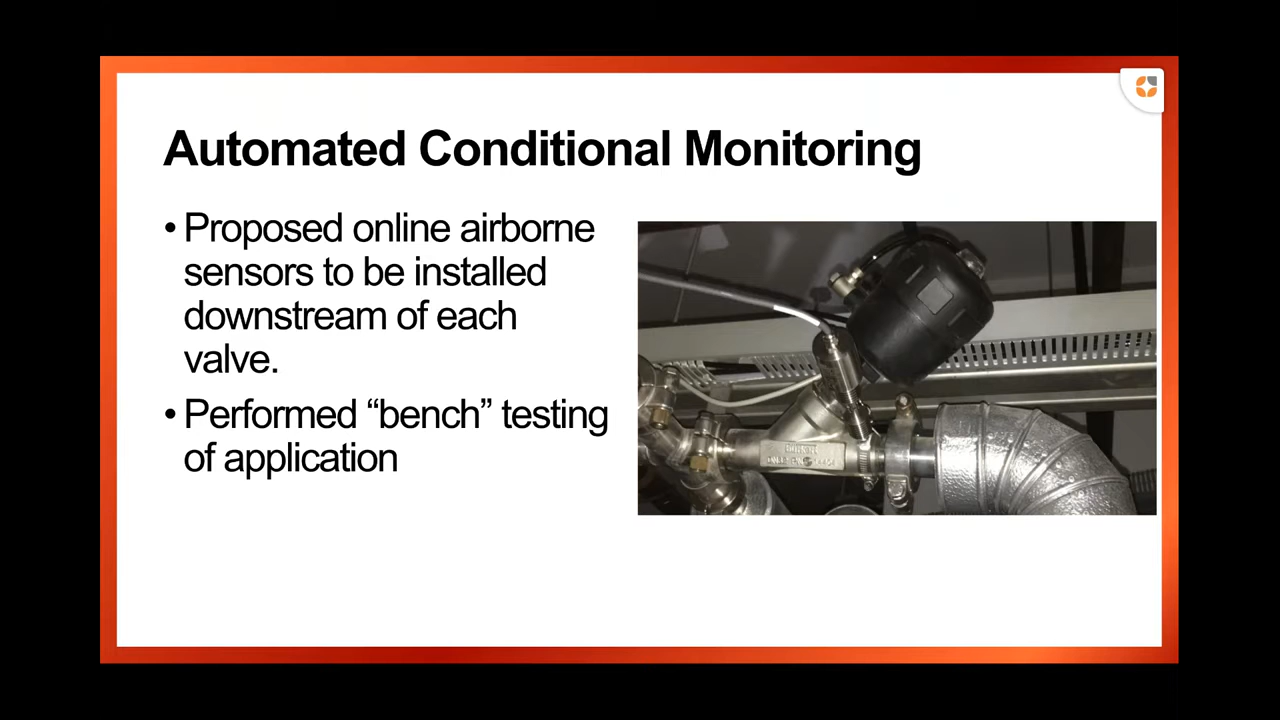 Automated Conditional Monitoring
• Proposed online airborne
sensors to be installed
downstream of each
valve.
• Performed “bench” testing
of application